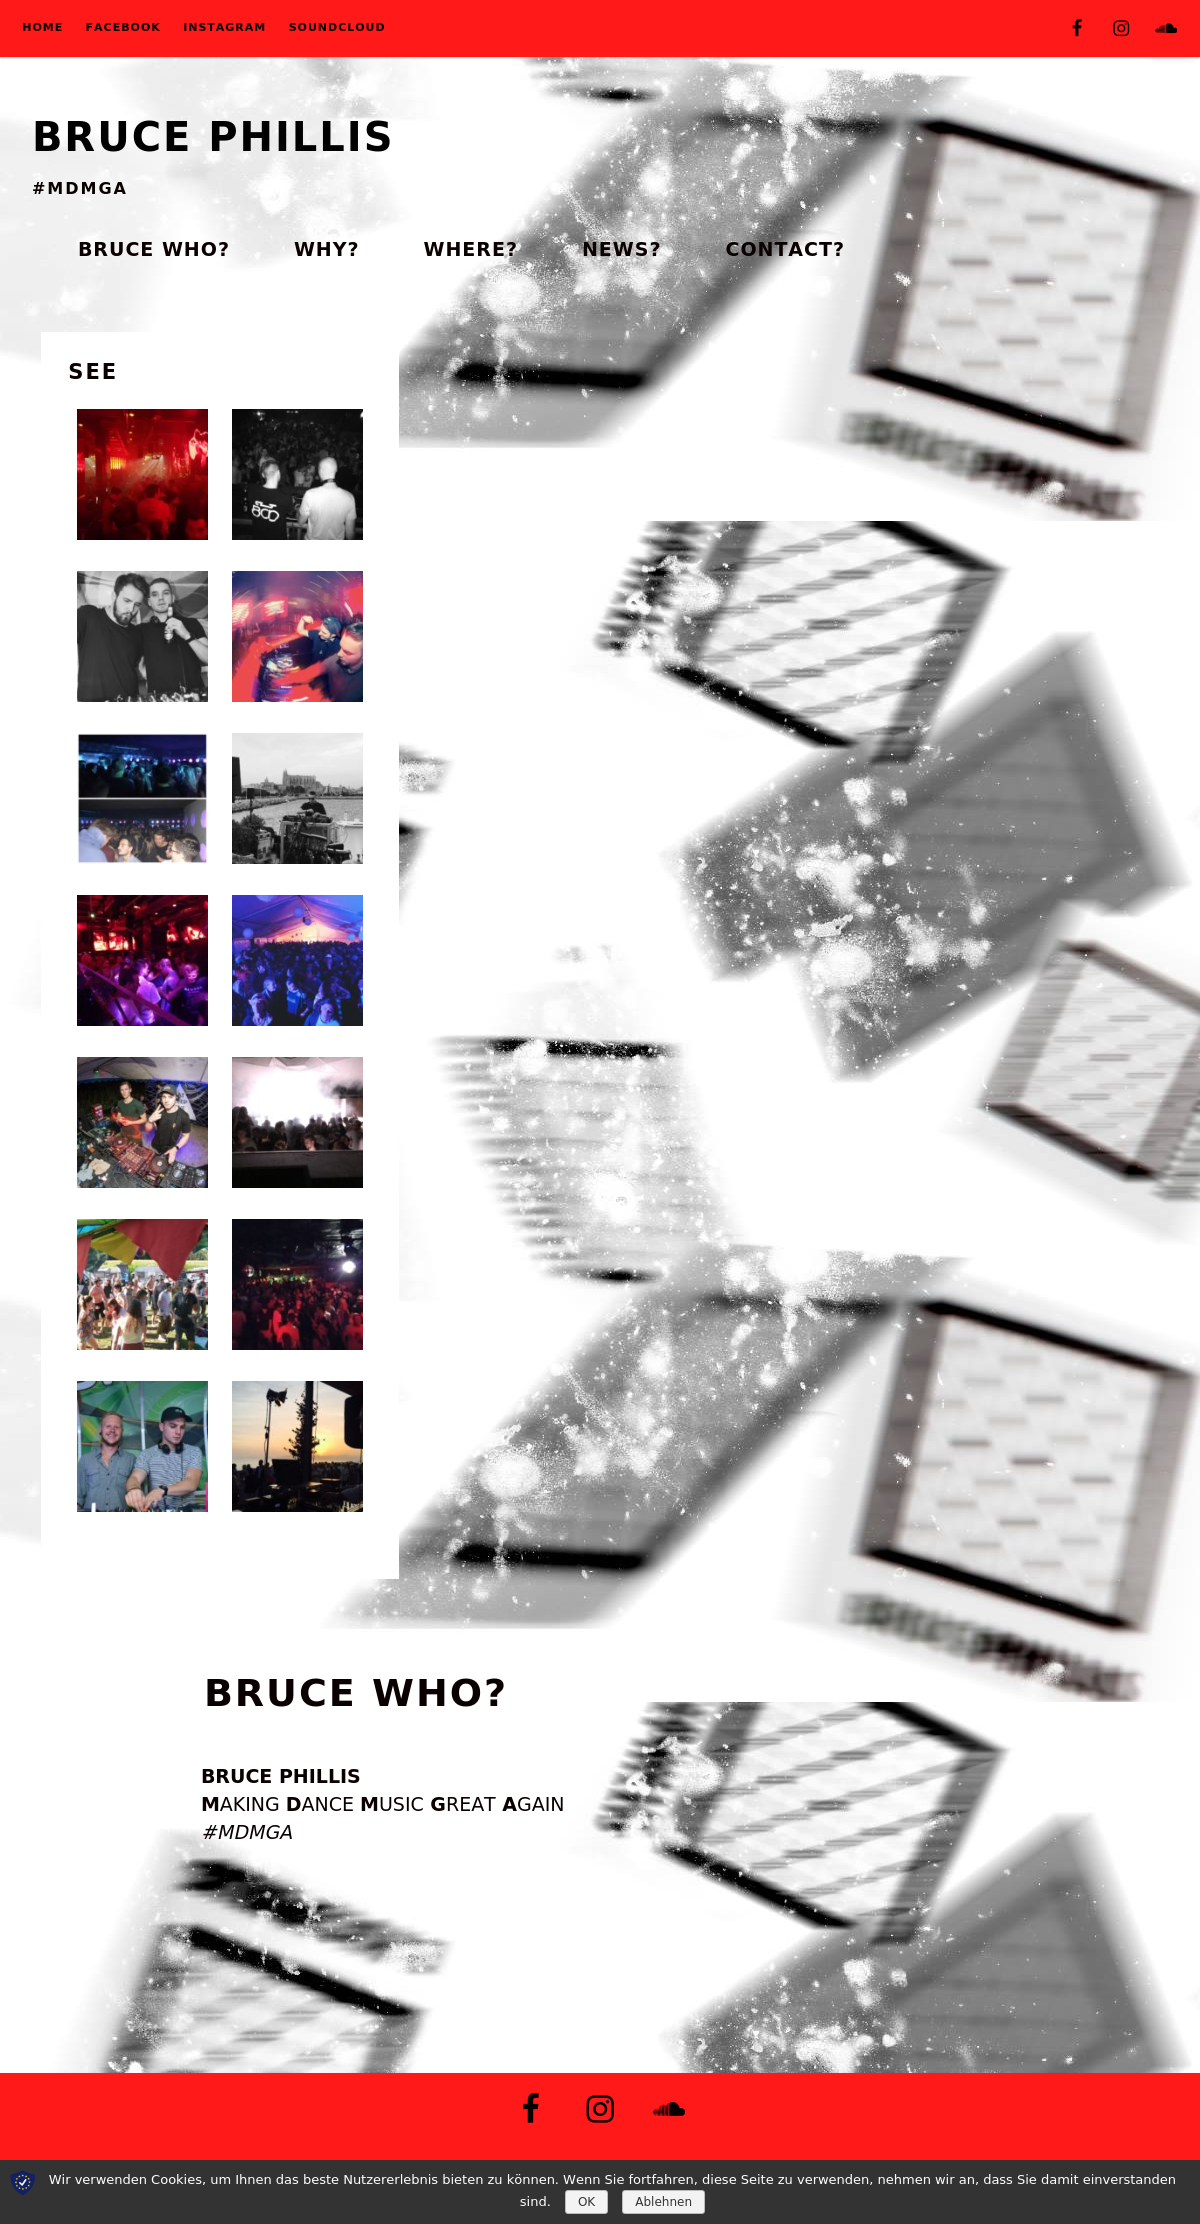 HOME FACEBOOK INSTAGRAM SOUNDCLOUD
BRUCE PHILLIS
#MDMGA
BRUCE WHO? WHY? WHERE? NEWS? CONTACT?
SEE
BRUCE WHO?
BRUCE PHILLIS
MAKING DANCE MUSIC GREAT AGAIN
#MDMGA
Wir verwenden Cookies, um Ihnen das beste Nutzererlebnis bieten zu können. Wenn Sie fortfahren, diese Seite zu verwenden, nehmen wir an, dass Sie damit einverstanden
sind. OK Ablehnen